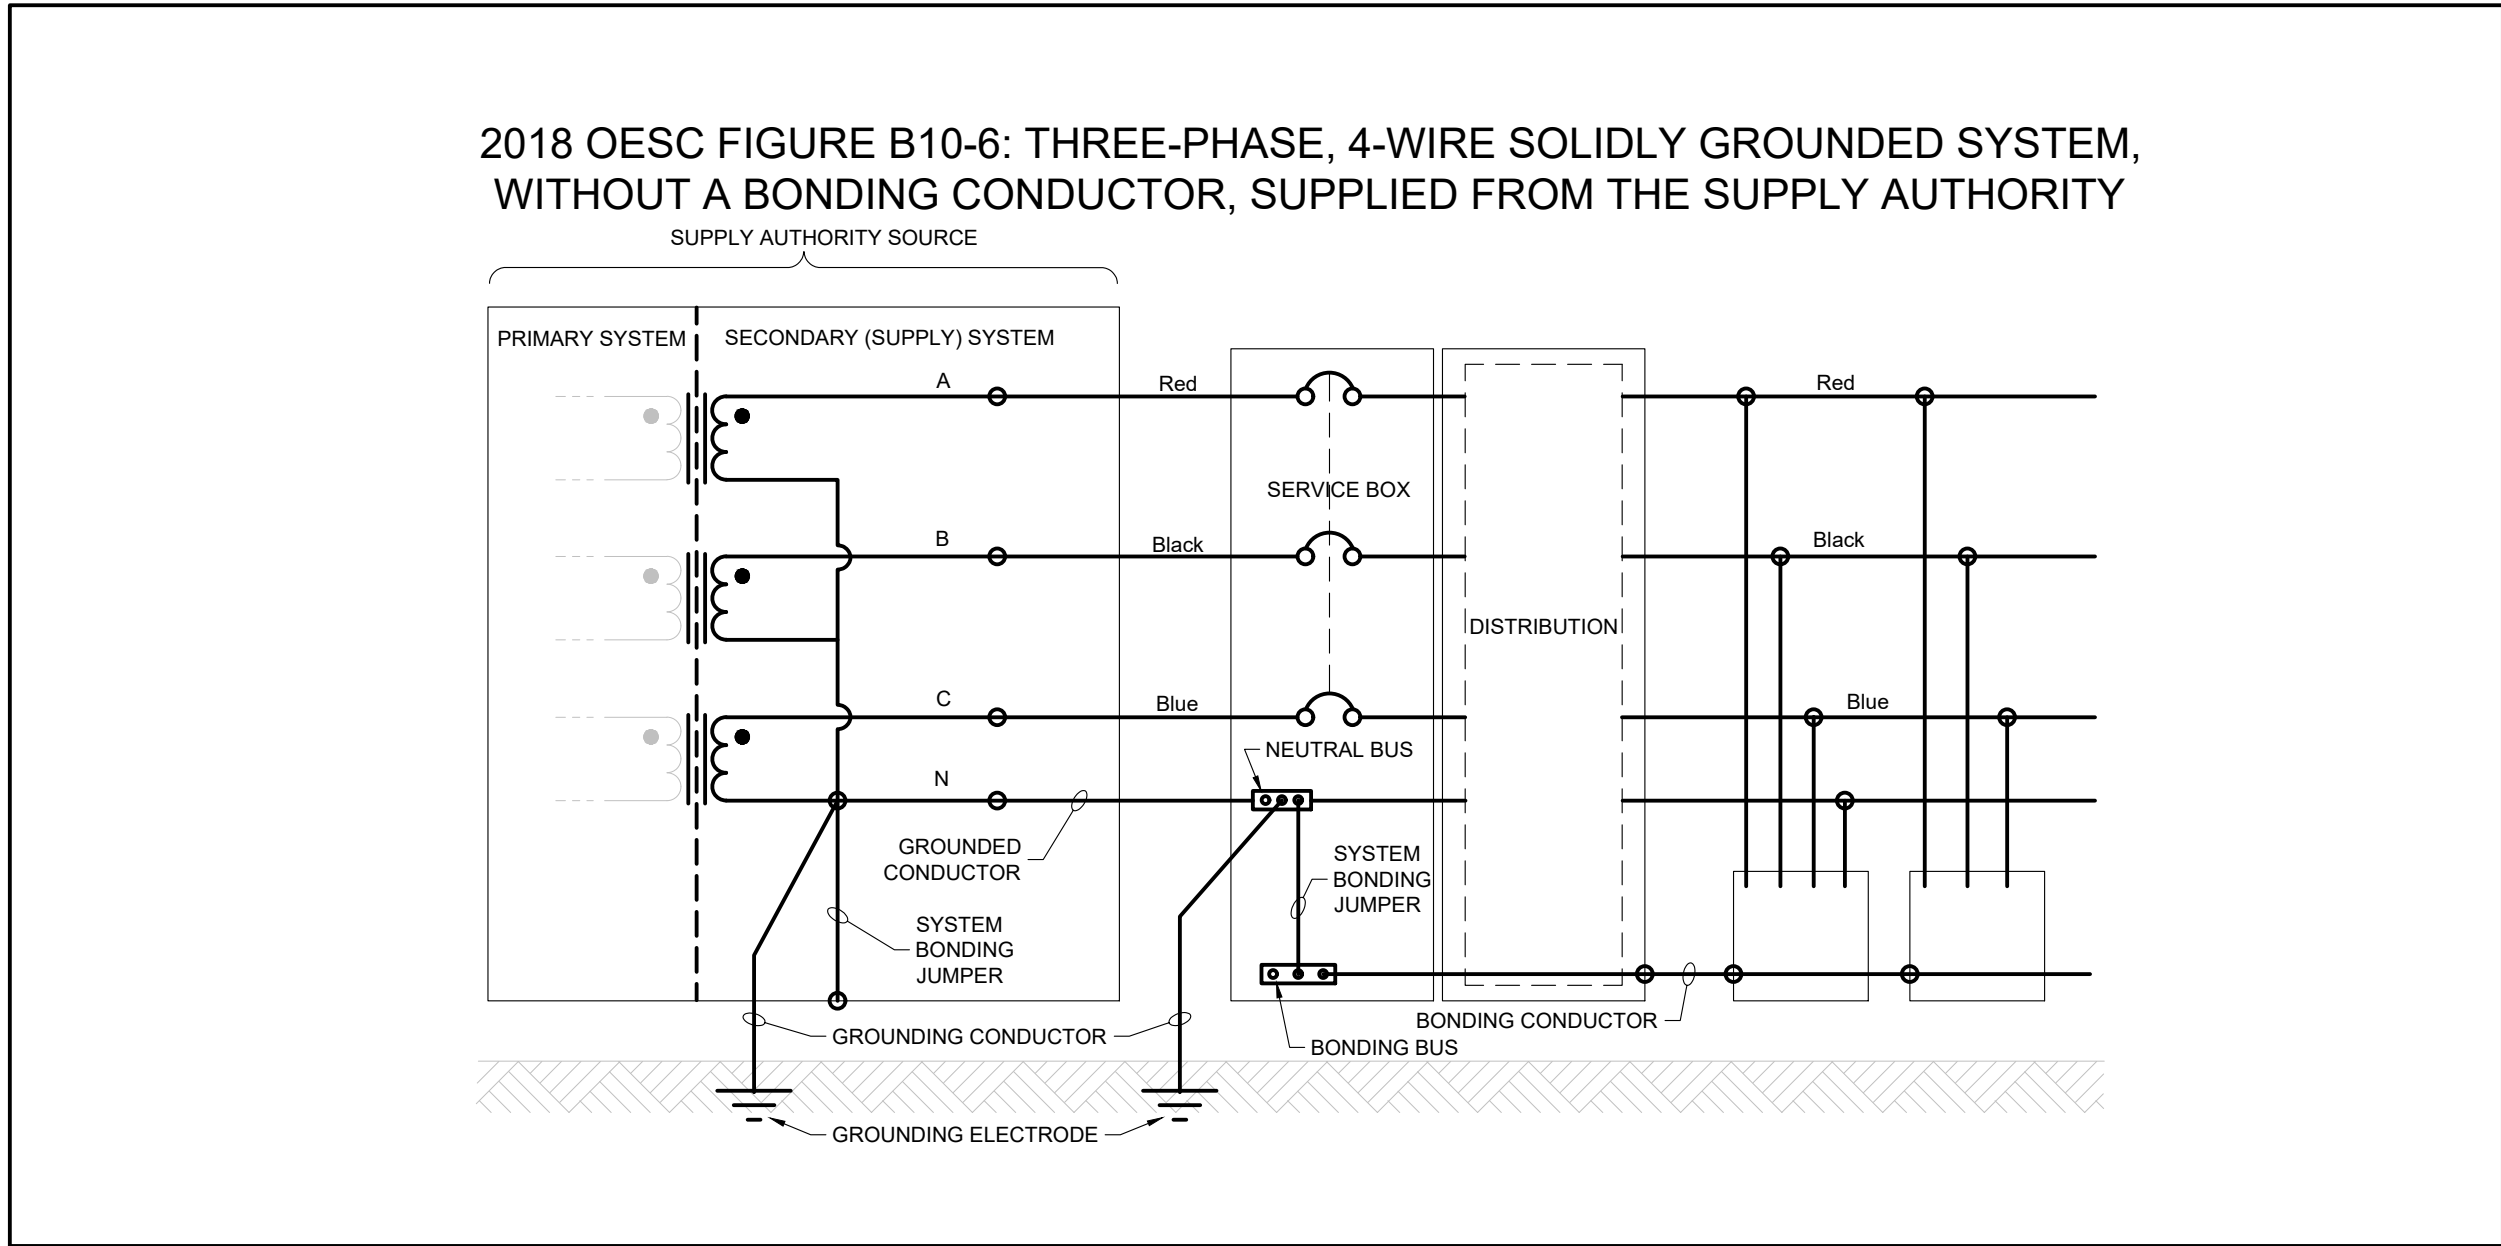 2018 OESC FIGURE B10-6: THREE-PHASE, 4-WIRE SOLIDLY GROUNDED SYSTEM,
WITHOUT A BONDING CONDUCTOR, SUPPLIED FROM THE SUPPLY AUTHORITY
SUPPLY AUTHORITY SOURCE
PRIMARY SYSTEM
SECONDARY (SUPPLY) SYSTEM
A
Red
Red
SERVICE BOX
B
Black
Black
DISTRIBUTION
C
Blue
Blue
NEUTRAL BUS
N
GROUNDED
CONDUCTOR
SYSTEM
BONDING
JUMPER
SYSTEM
BONDING
JUMPER
GROUNDING CONDUCTOR
BONDING CONDUCTOR
BONDING BUS
GROUNDING ELECTRODE